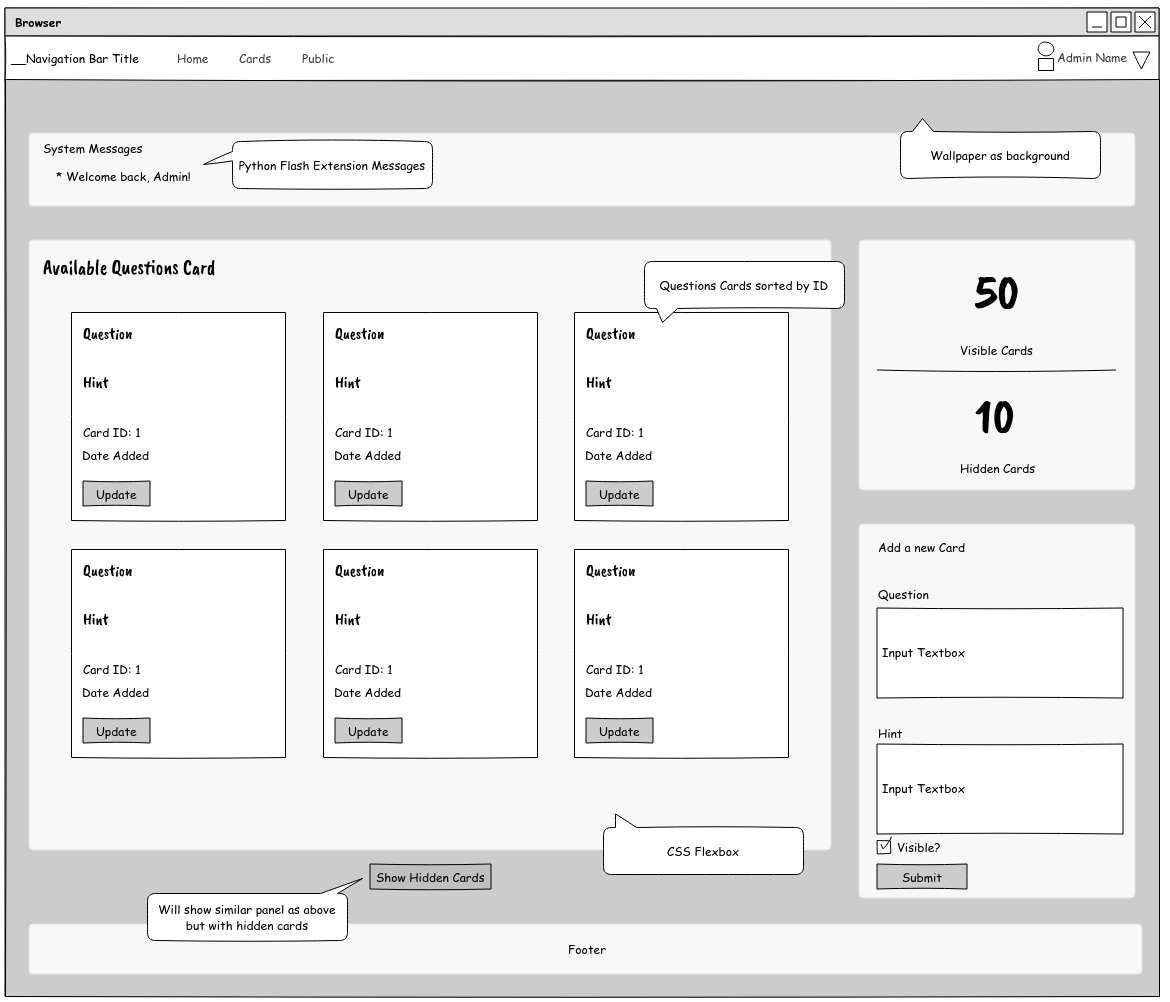 Browser
__Navigation Bar Title
Home
Cards
Public
Admin Name
System Messages
* Welcome back, Admin!
Python Flash Extension Messages
Wallpaper as background
Available Questions Card
Questions Cards sorted by ID
Question
Hint
Card ID: 1
Date Added
Update
Question
Hint
Card ID: 1
Date Added
Update
Question
Hint
Card ID: 1
Date Added
Update
Question
Hint
Card ID: 1
Date Added
Update
Question
Hint
Card ID: 1
Date Added
Update
Question
Hint
Card ID: 1
Date Added
Update
CSS Flexbox
Show Hidden Cards
Will show similar panel as above
but with hidden cards
50
Visible Cards
10
Hidden Cards
Add a new Card
Question
Input Textbox
Hint
Input Textbox
Visible?
Submit
Footer